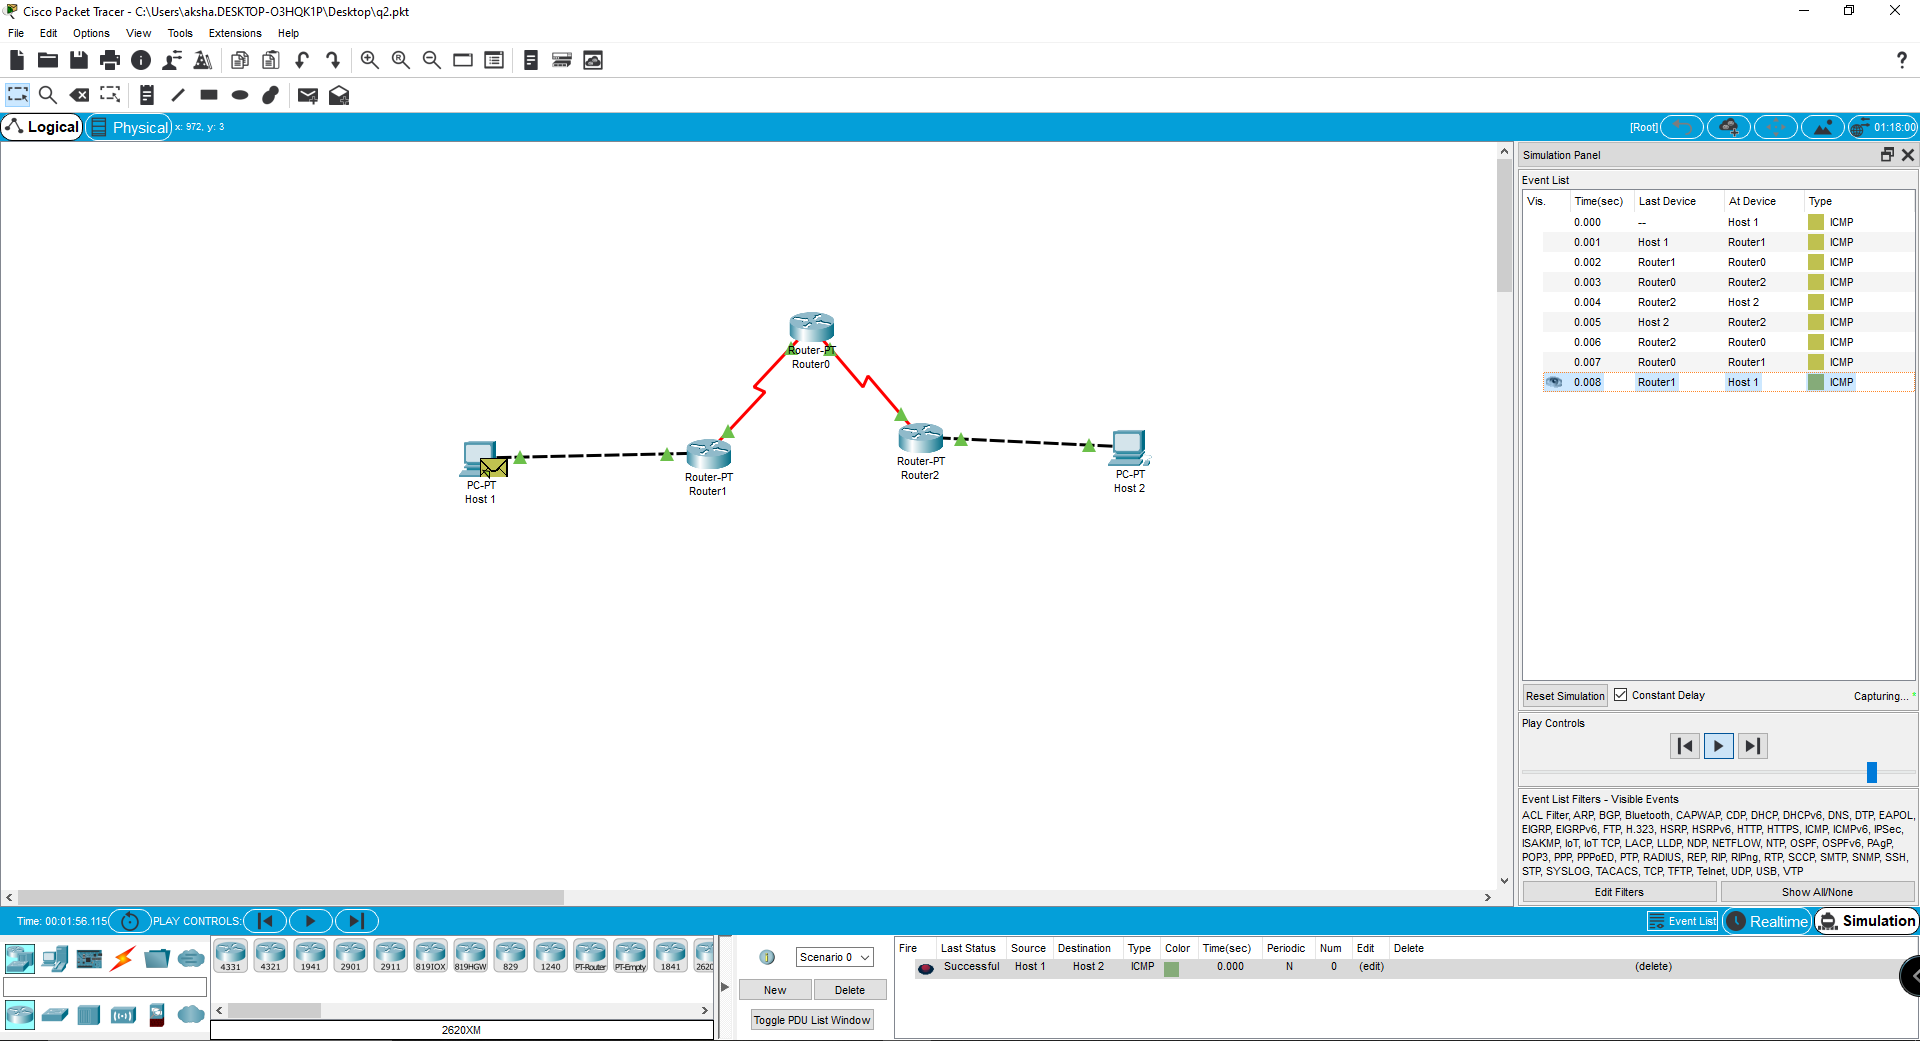 Cisco Packet Tracer - C:\Users\aksha.DESKTOP-O3HQK1P\Desktop\q2.pkt
File Edit Options View Tools Extensions Help
Logical Physical x: 972, y: 3 [Root] 01:18:00
Simulation Panel
Event List
Vis. Time(sec) Last Device At Device Type
0.000 -- Host 1 ICMP
0.001 Host 1 Router1 ICMP
0.002 Router1 Router0 ICMP
0.003 Router0 Router2 ICMP
0.004 Router2 Host 2 ICMP
0.005 Host 2 Router2 ICMP
0.006 Router2 Router0 ICMP
0.007 Router0 Router1 ICMP
0.008 Router1 Host 1 ICMP
Router-PT
Router0
PC-PT
Host 1
Router-PT
Router1
Router-PT
Router2
PC-PT
Host 2
Reset Simulation Constant Delay Capturing... *
Play Controls
Event List Filters - Visible Events
ACL Filter, ARP, BGP, Bluetooth, CAPWAP, CDP, DHCP, DHCPv6, DNS, DTP, EAPOL,
EIGRP, EIGRPv6, FTP, H.323, HSRP, HSRPv6, HTTP, HTTPS, ICMP, ICMPv6, IPSec,
ISAKMP, IoT, IoT TCP, LACP, LLDP, NDP, NETFLOW, NTP, OSPF, OSPFv6, PAgP,
POP3, PPP, PPPoED, PTP, RADIUS, REP, RIP, RIPng, RTP, SCCP, SMTP, SNMP, SSH,
STP, SYSLOG, TACACS, TCP, TFTP, Telnet, UDP, USB, VTP
Edit Filters Show All/None
Time: 00:01:56.115 PLAY CONTROLS: Event List Realtime Simulation
4331 4321 1941 2901 2911 819IOX 819HGW 829 1240 PT-Router PT-Empty 1841 2620
2620XM
Scenario 0
New Delete
Toggle PDU List Window
Fire Last Status Source Destination Type Color Time(sec) Periodic Num Edit Delete
Successful Host 1 Host 2 ICMP 0.000 N 0 (edit) (delete)